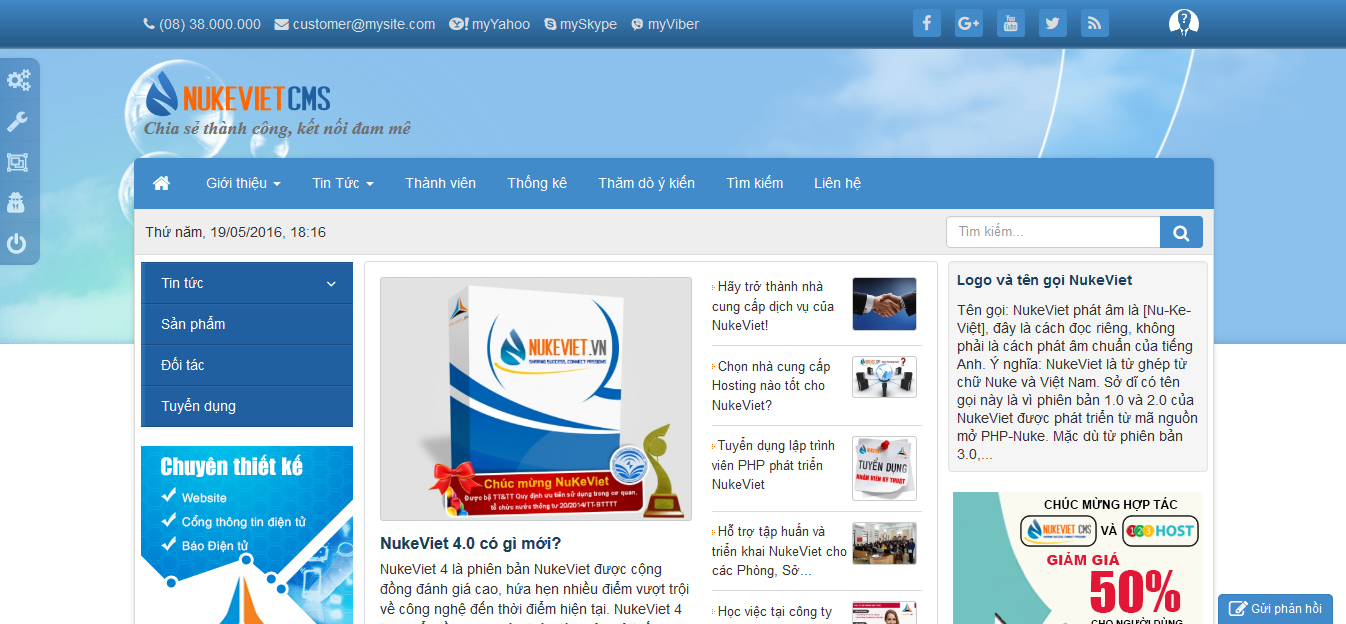 (08) 38.000.000 customer@mysite.com myYahoo mySkype myViber
NUKEVIETCMS
Chia sẻ thành công, kết nối đam mê
Giới thiệu Tin Tức Thành viên Thống kê Thăm dò ý kiến Tìm kiếm Liên hệ
Thứ năm, 19/05/2016, 18:16
Tìm kiếm...
Tin tức
Sản phẩm
Đối tác
Tuyển dụng
Chuyên thiết kế
Website
Cổng thông tin điện tử
Báo Điện tử
NUKEVIET.VN
SHARING SUCCESS, CONNECT PASSIONS
Chúc mừng NuKeViet
Được bộ TT&TT Quy định ưu tiên sử dụng trong cơ quan,
tổ chức nước thông tư 20/2014/TT-BTTTT
NukeViet 4.0 có gì mới?
NukeViet 4 là phiên bản NukeViet được cộng
đồng đánh giá cao, hứa hẹn nhiều điểm vượt trội
về công nghệ đến thời điểm hiện tại. NukeViet 4
Hãy trở thành nhà
cung cấp dịch vụ của
NukeViet!
Chọn nhà cung cấp
Hosting nào tốt cho
NukeViet?
Tuyển dụng lập trình
viên PHP phát triển
NukeViet
TUYỂN DỤNG
NHÂN VIÊN KỸ THUẬT
Hỗ trợ tập huấn và
triển khai NukeViet cho
các Phòng, Sở...
Học việc tại công ty
Logo và tên gọi NukeViet
Tên gọi: NukeViet phát âm là [Nu-Ke-
Việt], đây là cách đọc riêng, không
phải là cách phát âm chuẩn của tiếng
Anh. Ý nghĩa: NukeViet là từ ghép từ
chữ Nuke và Việt Nam. Sở dĩ có tên
gọi này là vì phiên bản 1.0 và 2.0 của
NukeViet được phát triển từ mã nguồn
mở PHP-Nuke. Mặc dù từ phiên bản
3.0,...
CHÚC MỪNG HỢP TÁC
NUKEVIET CMS VÀ 123HOST
GIẢM GIÁ
50%
CHO NGƯỜI DÙNG
Gửi phản hồi